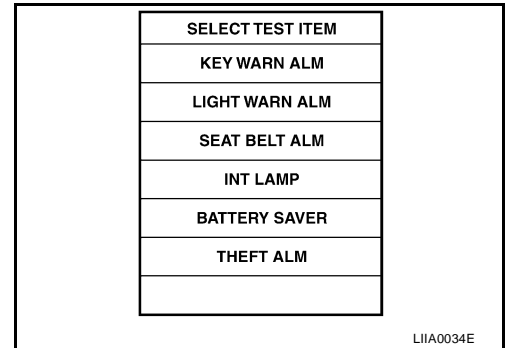 SELECT TEST ITEM
KEY WARN ALM
LIGHT WARN ALM
SEAT BELT ALM
INT LAMP
BATTERY SAVER
THEFT ALM
LIIA0034E